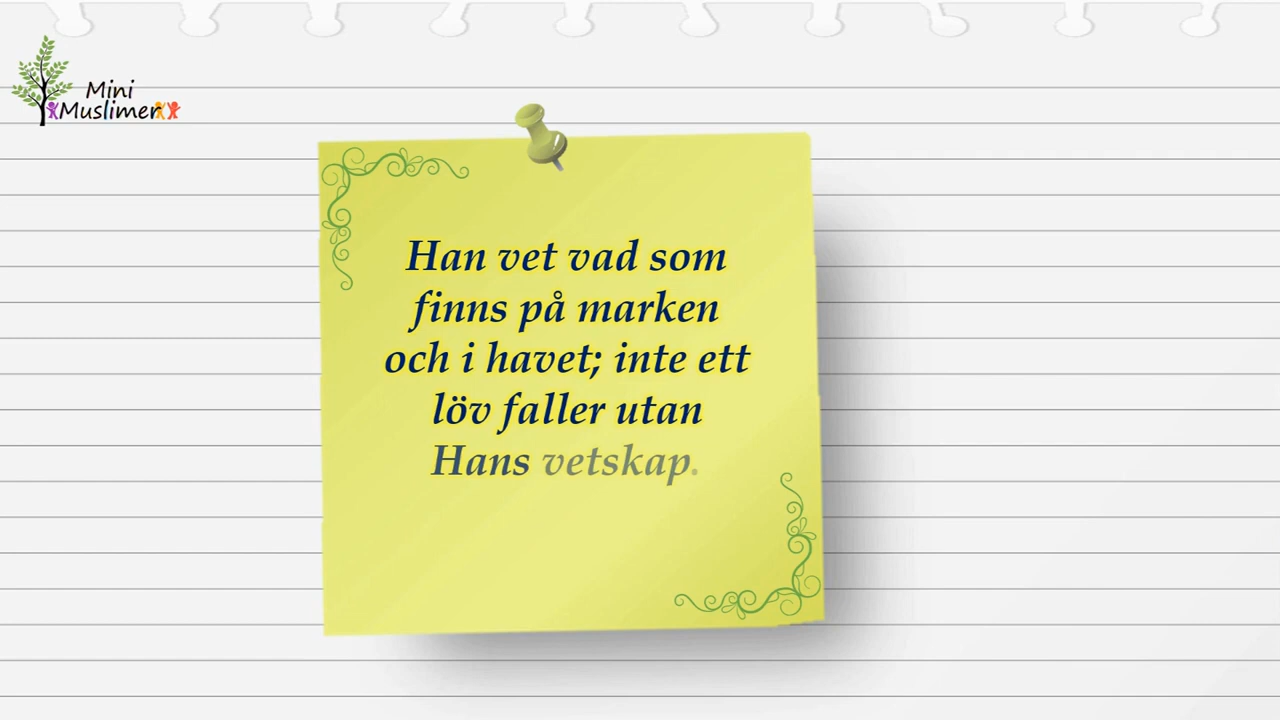 Mini
Muslimer
Han vet vad som
finns på marken
och i havet; inte ett
löv faller utan
Hans vetskap.